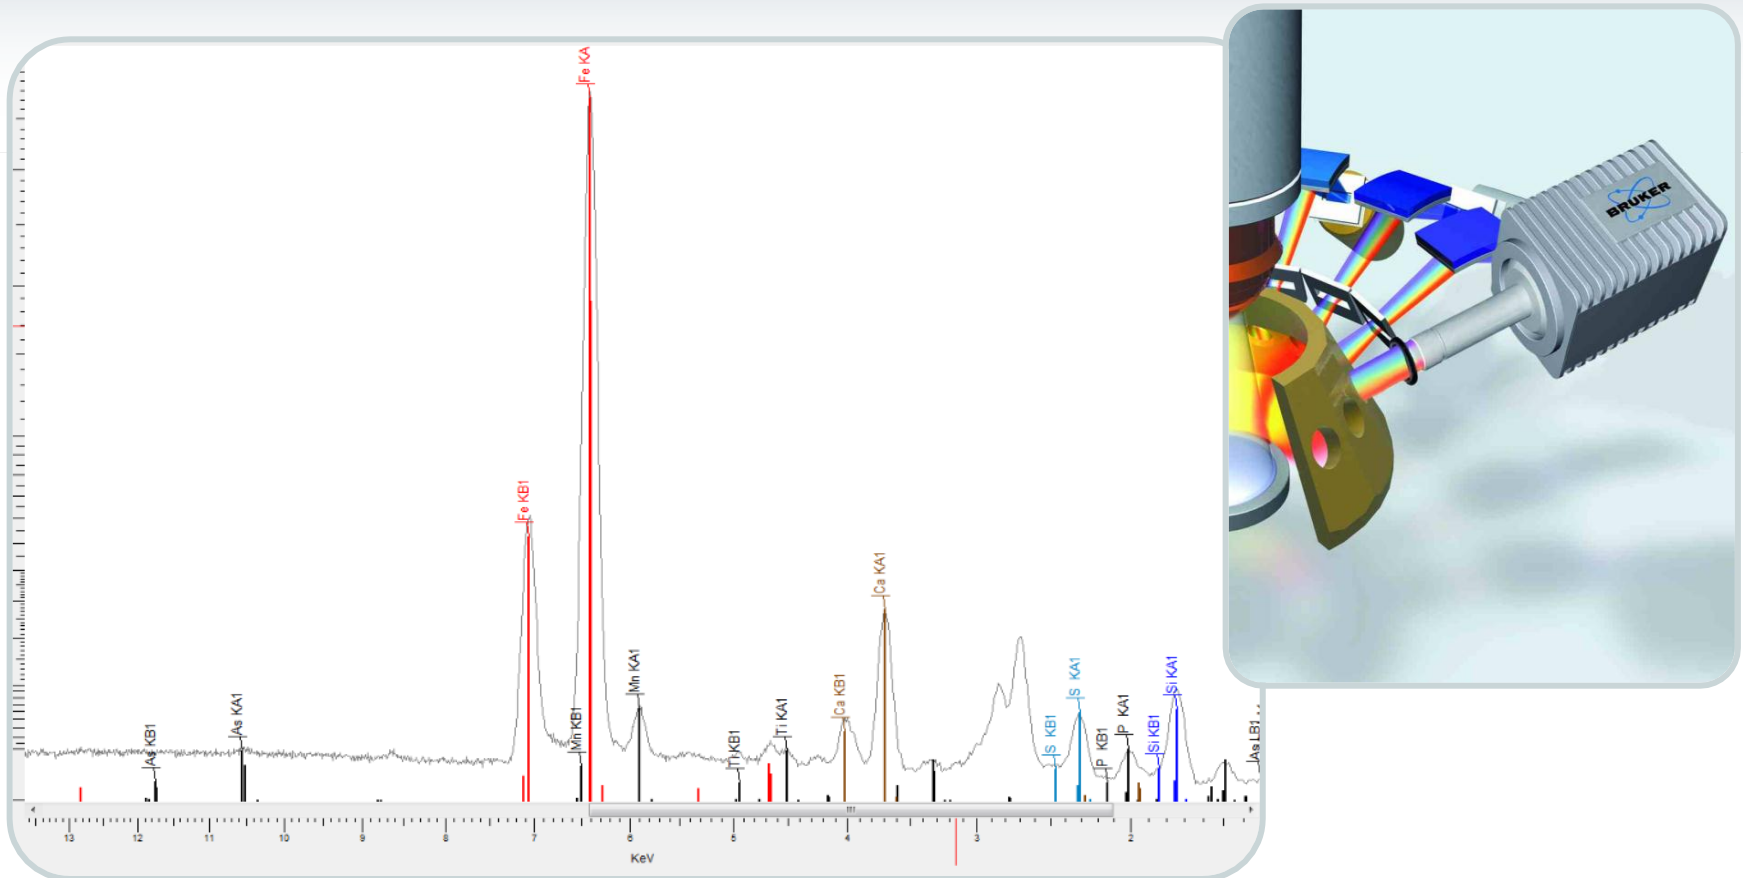 Fe KA
Fe KB1
Ca KA1
Mn KA1
Si KA1
S KA1
Ca KB1
As KA1
P KA1
Ti KA1
Mn KB1
Si KB1
As KB1
S KB1
P KB1
Ti KB1
As LB1
13 12 11 10 9 8 7 6 5 4 3 2
KeV
BRUKER